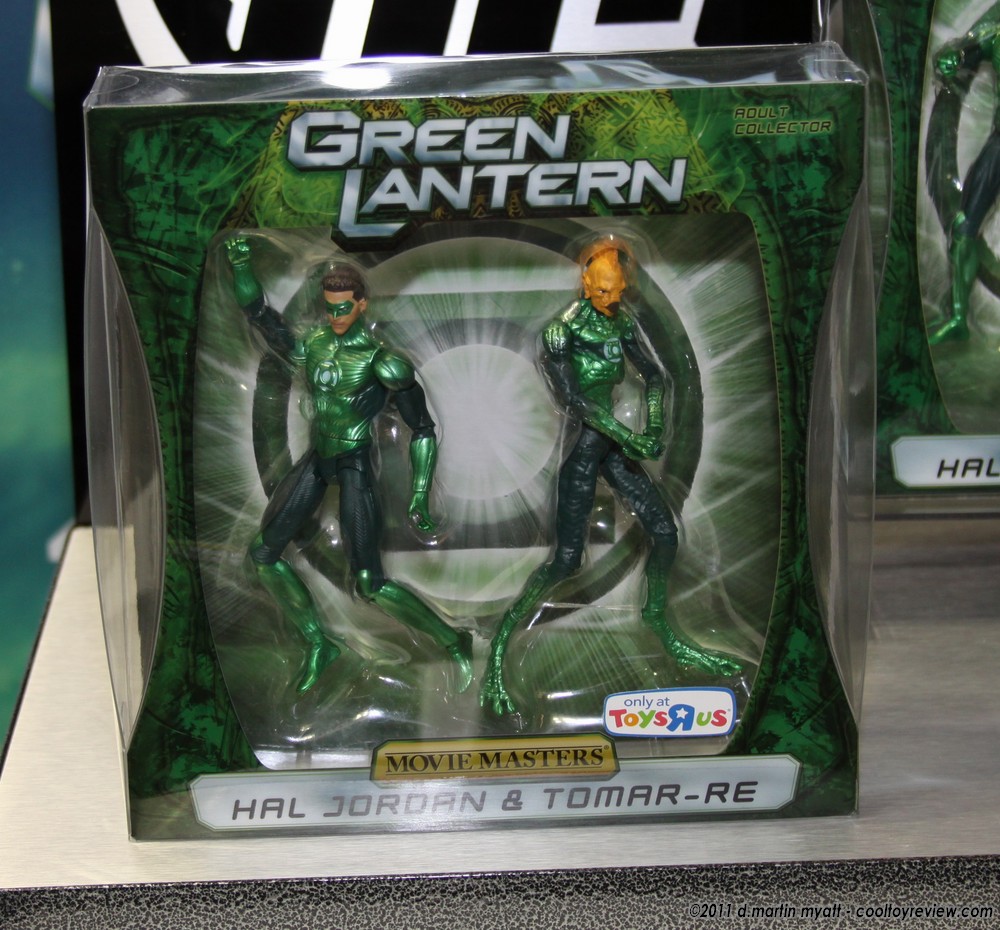 ADULT
COLLECTOR
GREEN
LANTERN
only at
TOYS R US
MOVIE MASTERS
HAL JORDAN & TOMAR-RE
HAL
©2011 d.martin myatt - cooltoyreview.com